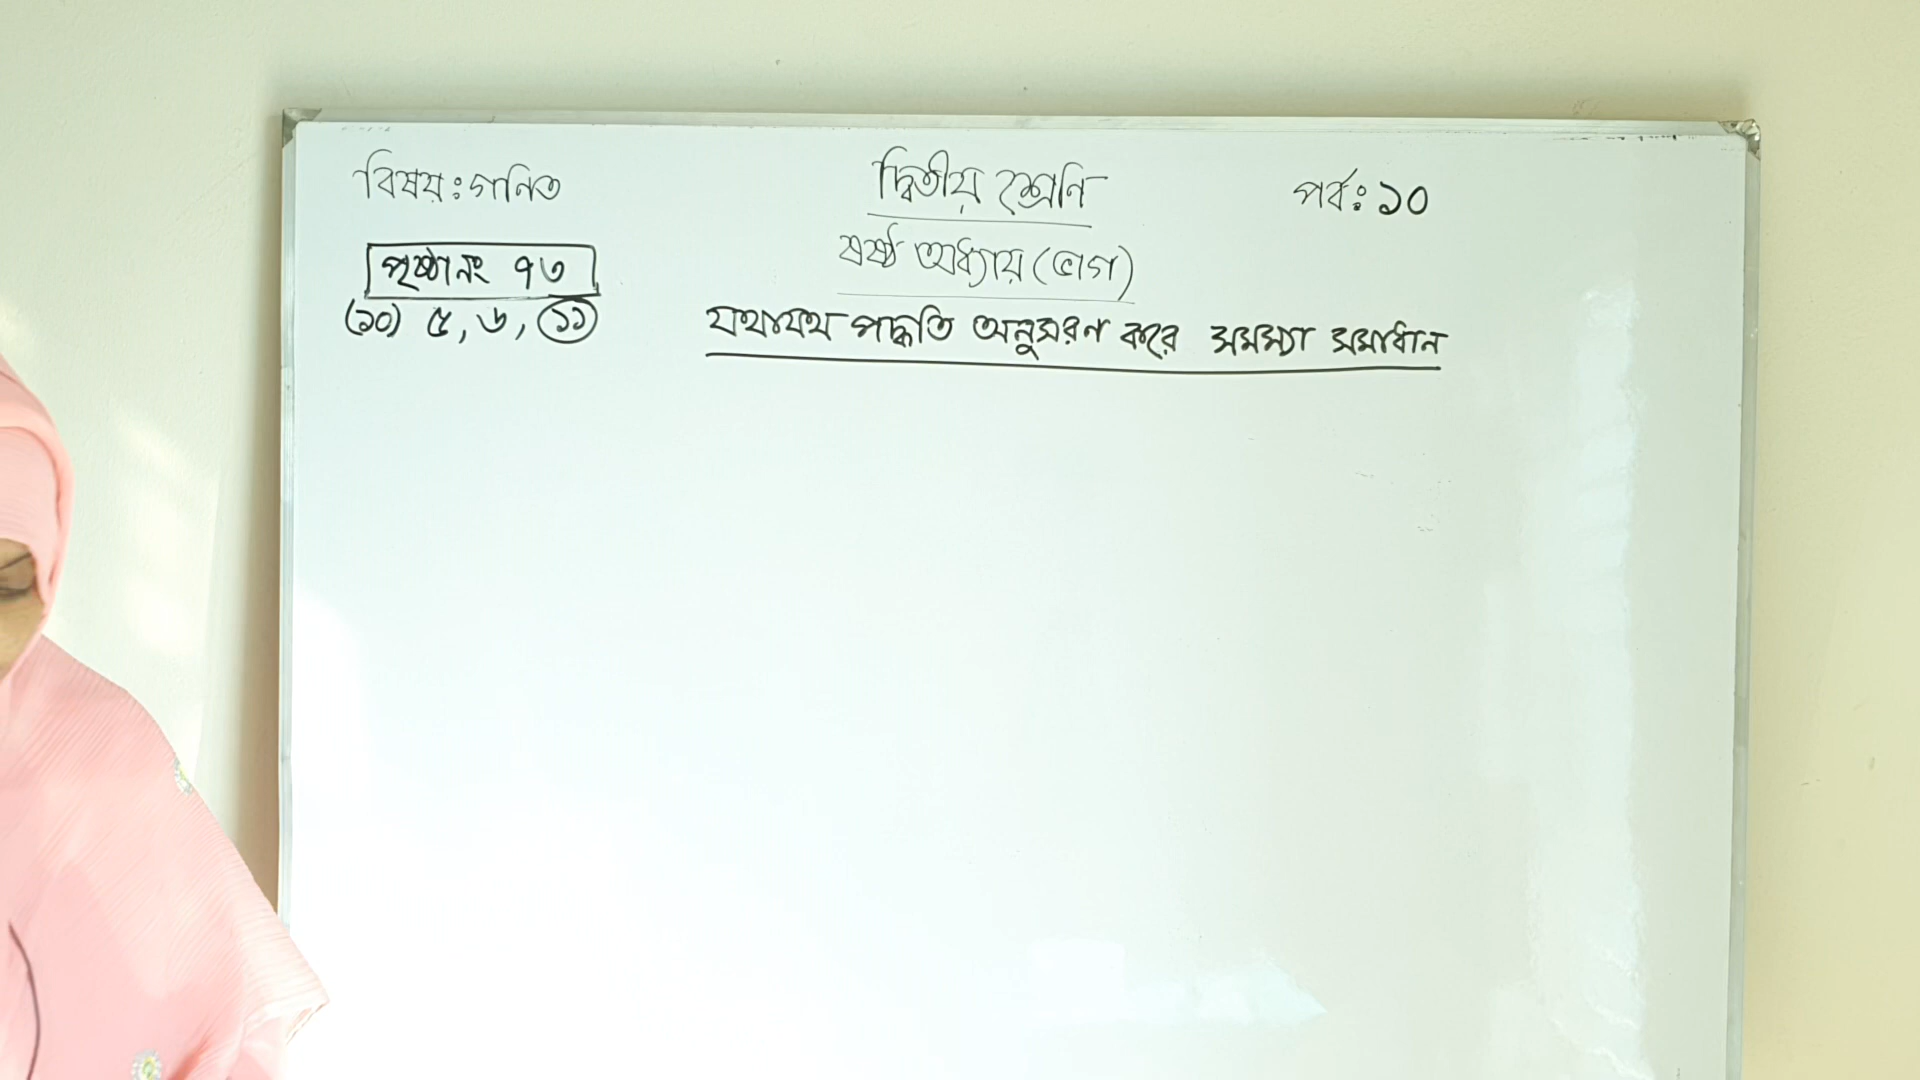 বিষয়ঃ গনিত
দ্বিতীয় শ্রেণি
পর্বঃ ১০
ষষ্ঠ অধ্যায় (ভাগ)
পৃষ্ঠা নং ৭৩
(১০) ৫, ৬, ১১
যথাযথ পদ্ধতি অনুসরণ করে সমস্যা সমাধান